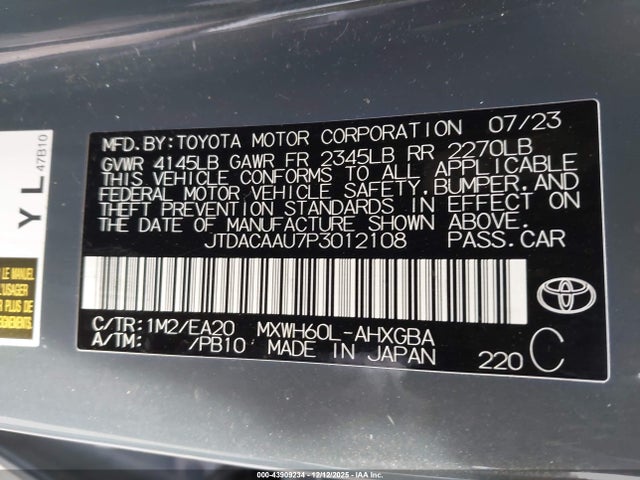 MFD.BY:TOYOTA MOTOR CORPORATION 07/23
GVWR 4145LB GAWR FR 2345LB RR 2270LB
THIS VEHICLE CONFORMS TO ALL APPLICABLE
FEDERAL MOTOR VEHICLE SAFETY,BUMPER,AND
THEFT PREVENTION STANDARDS IN EFFECT ON
THE DATE OF MANUFACTURE SHOWN ABOVE.
JTDACAAU7P3012108 PASS.CAR
C/TR:1M2/EA20 MXWH60L-AHXGBA
A/TM: /PB10 MADE IN JAPAN
220 C
YL
47B10
LE MANUEL
000-43909234 - 12/12/2025 - IAA Inc.